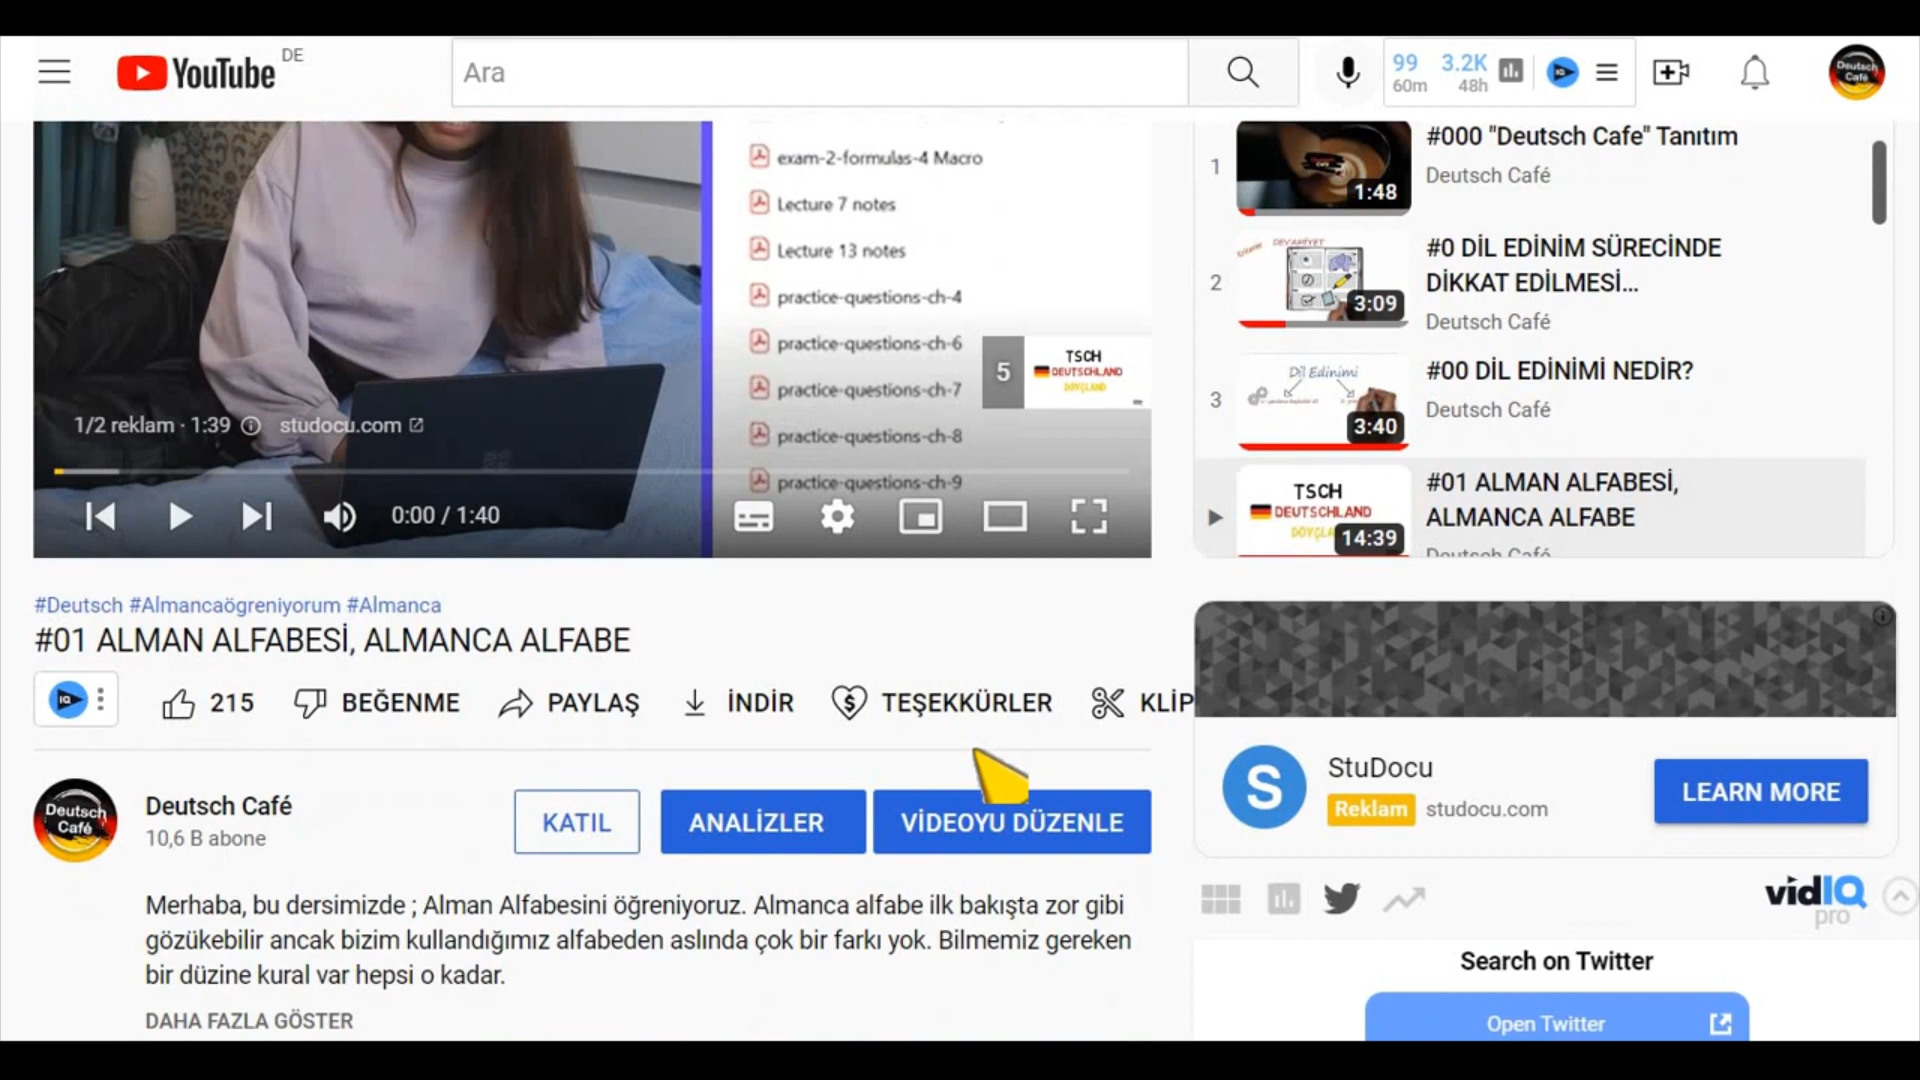 YouTube DE
Ara
99 60m
3.2K 48h
Deutsch Café
exam-2-formulas-4 Macro
Lecture 7 notes
Lecture 13 notes
practice-questions-ch-4
practice-questions-ch-6
practice-questions-ch-7
practice-questions-ch-8
practice-questions-ch-9
5
TSCH
DEUTSCHLAND
DOYÇLAND
1/2 reklam · 1:39 studocu.com
0:00 / 1:40
1
1:48
#000 "Deutsch Cafe" Tanıtım
Deutsch Café
2
3:09
#0 DİL EDİNİM SÜRECİNDE
DİKKAT EDİLMESİ...
Deutsch Café
3
Dil Edinimi
3:40
#00 DİL EDİNİMİ NEDİR?
Deutsch Café
TSCH
DEUTSCHLAND
14:39
#01 ALMAN ALFABESİ,
ALMANCA ALFABE
Deutsch Café
#Deutsch #Almancaögreniyorum #Almanca
#01 ALMAN ALFABESİ, ALMANCA ALFABE
IQ
215 BEĞENME PAYLAŞ İNDİR TEŞEKKÜRLER KLİP
Deutsch Café
Deutsch Café
10,6 B abone
KATIL ANALİZLER VİDEOYU DÜZENLE
Merhaba, bu dersimizde ; Alman Alfabesini öğreniyoruz. Almanca alfabe ilk bakışta zor gibi
gözükebilir ancak bizim kullandığımız alfabeden aslında çok bir farkı yok. Bilmemiz gereken
bir düzine kural var hepsi o kadar.
DAHA FAZLA GÖSTER
S
StuDocu
Reklam studocu.com
LEARN MORE
vidIQ
pro
Search on Twitter
Open Twitter